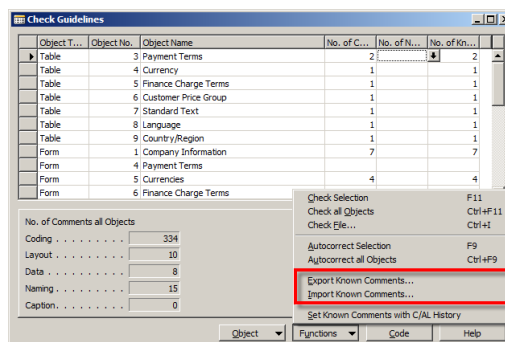 Check Guidelines
Object T... Object No. Object Name No. of C... No. of N... No. of Kn...
Table 3 Payment Terms 2 2
Table 4 Currency 1 1
Table 5 Finance Charge Terms 1 1
Table 6 Customer Price Group 1 1
Table 7 Standard Text 1 1
Table 8 Language 1 1
Table 9 Country/Region 1 1
Form 1 Company Information 7 7
Form 4 Payment Terms
Form 5 Currencies 4 4
Form 6 Finance Charge Terms
No. of Comments all Objects
Coding . . . . . . . . . 334
Layout . . . . . . . . . 10
Data . . . . . . . . . . 8
Naming . . . . . . . . . 15
Caption. . . . . . . . . 0
Check Selection F11
Check all Objects Ctrl+F11
Check File... Ctrl+I
Autocorrect Selection F9
Autocorrect all Objects Ctrl+F9
Export Known Comments...
Import Known Comments...
Set Known Comments with C/AL History
Object Functions Code Help